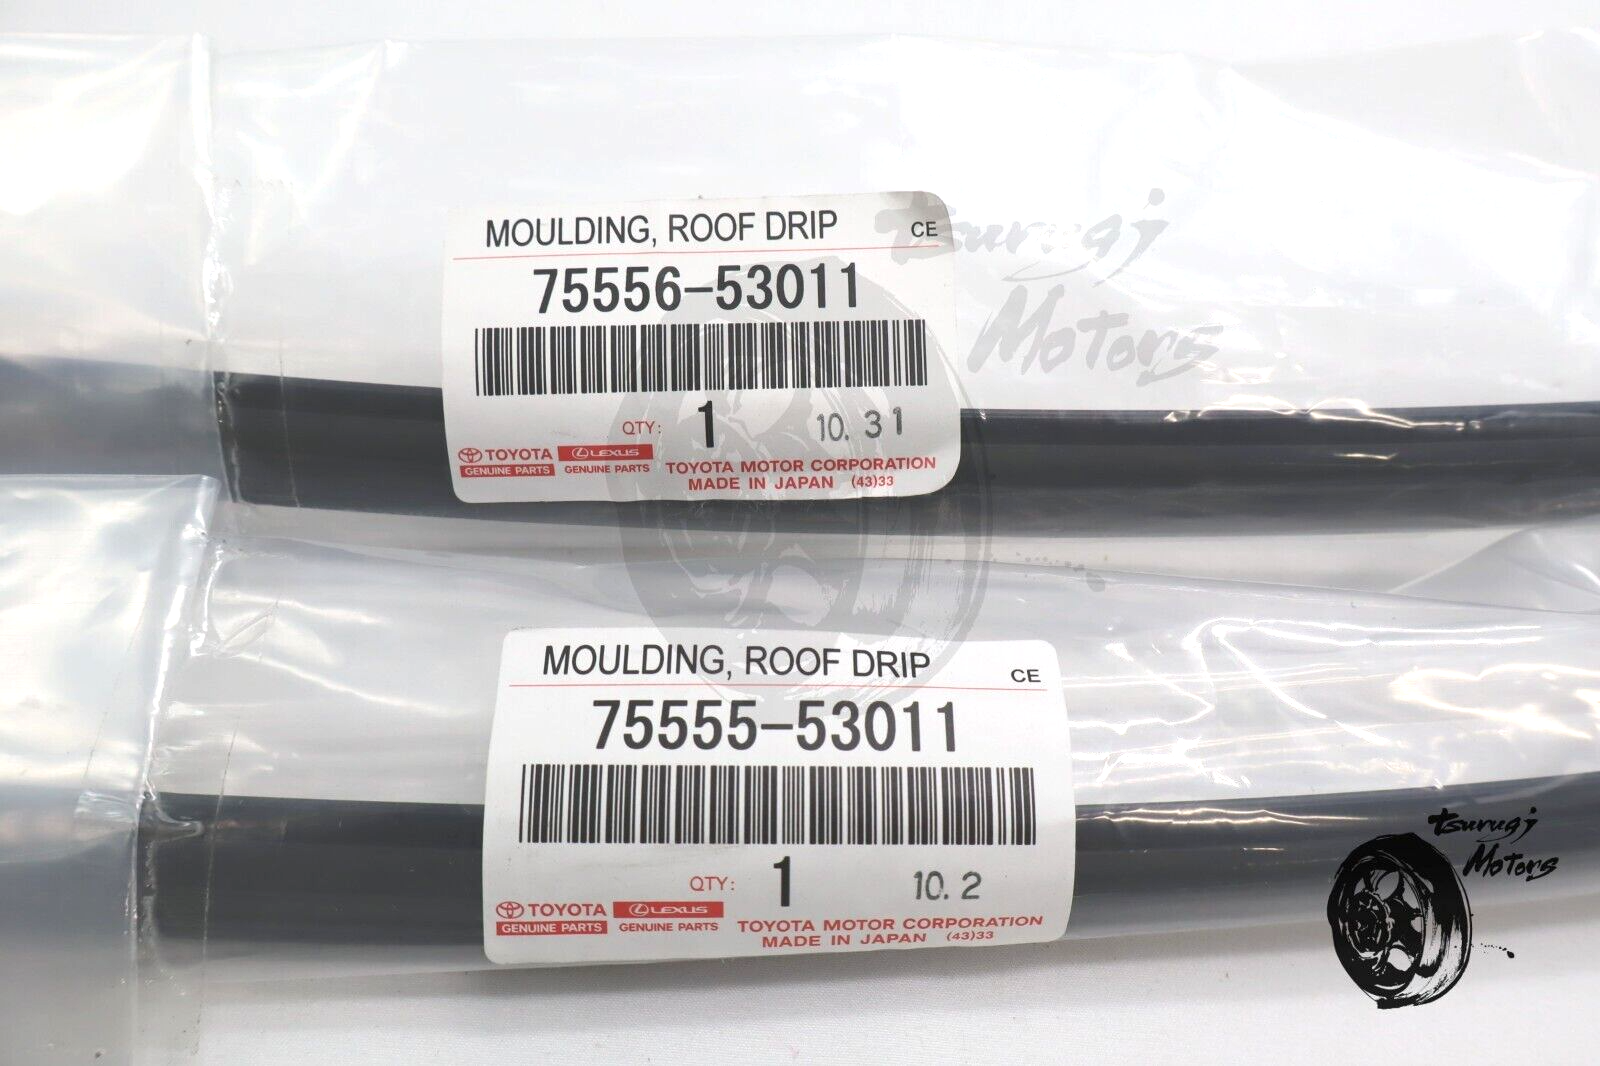 MOULDING, ROOF DRIP CE
75556-53011
QTY: 1 10.31
TOYOTA LEXUS
GENUINE PARTS GENUINE PARTS
TOYOTA MOTOR CORPORATION
MADE IN JAPAN (43)33
tsurugi
Motors
MOULDING, ROOF DRIP CE
75555-53011
QTY: 1 10.2
TOYOTA LEXUS
GENUINE PARTS GENUINE PARTS
TOYOTA MOTOR CORPORATION
MADE IN JAPAN (43)33
tsurugi
Motors